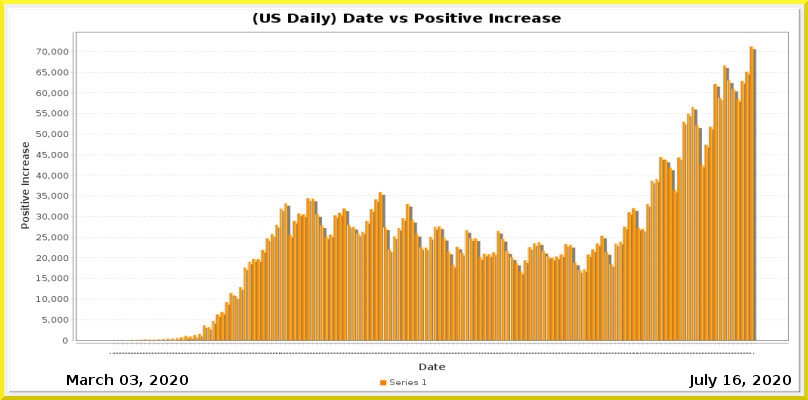 (US Daily) Date vs Positive Increase
Positive Increase
70,000
65,000
60,000
55,000
50,000
45,000
40,000
35,000
30,000
25,000
20,000
15,000
10,000
5,000
0
Date
March 03, 2020
Series 1
July 16, 2020